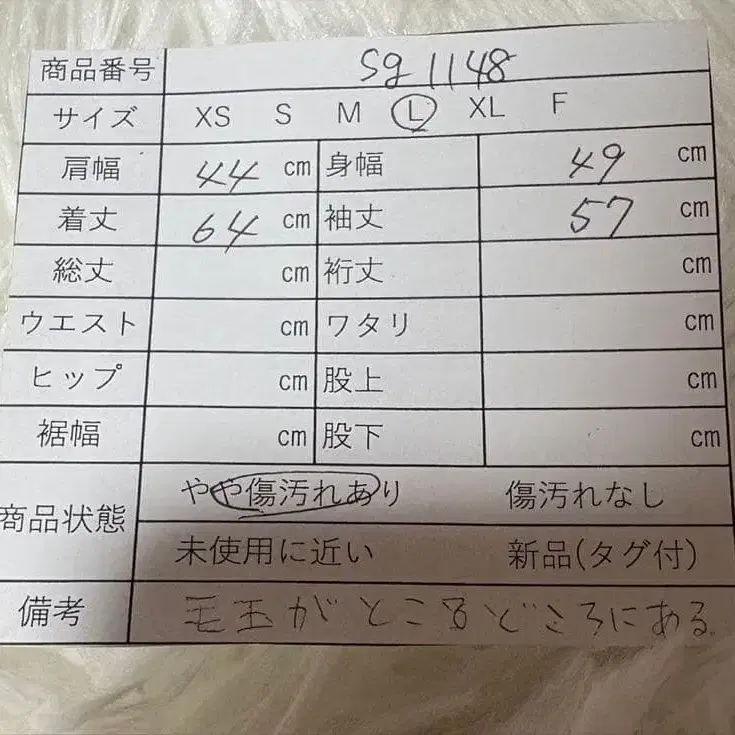 商品番号 sg1148
サイズ XS S M L XL F
肩幅 44 cm 身幅 49 cm
着丈 64 cm 袖丈 57 cm
総丈 cm 裄丈 cm
ウエスト cm ワタリ cm
ヒップ cm 股上 cm
裾幅 cm 股下 cm
商品状態 やや傷汚れあり 傷汚れなし
未使用に近い 新品(タグ付)
備考 毛玉がところどころにある